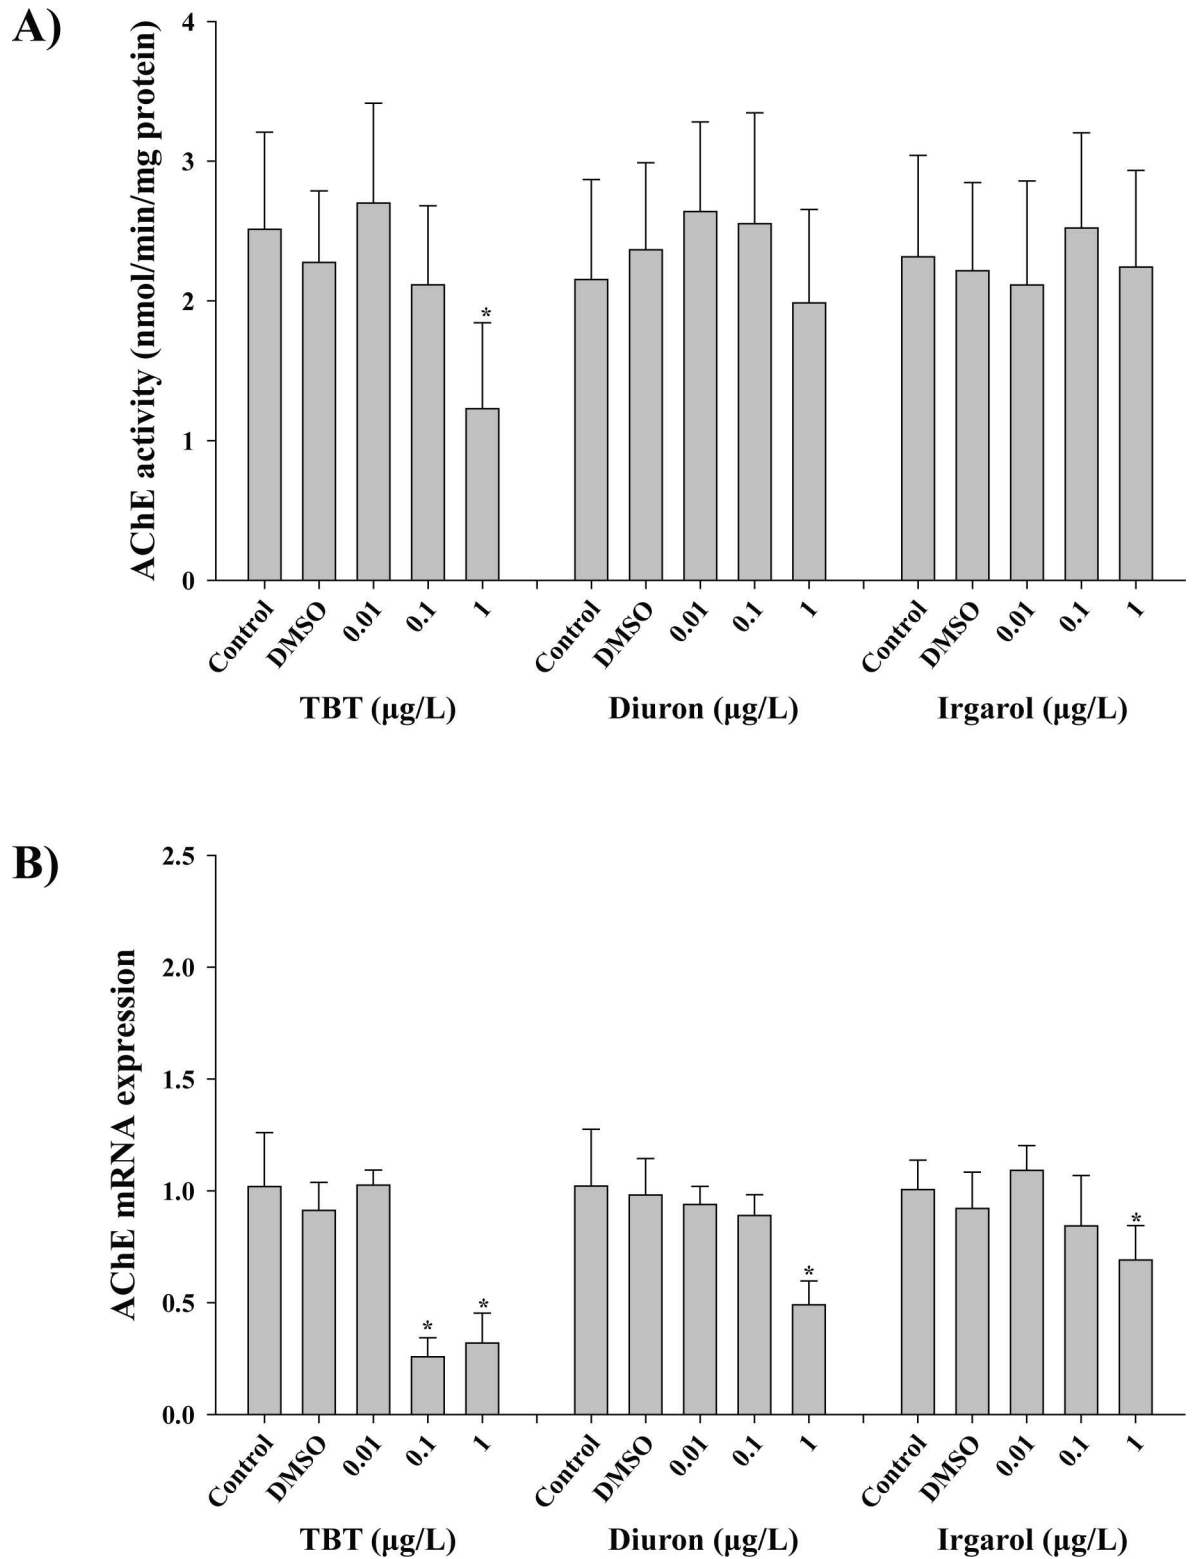 A)
AChE activity (nmol/min/mg protein)
4
3
2
1
0
*
Control DMSO 0.01 0.1 1 Control DMSO 0.01 0.1 1 Control DMSO 0.01 0.1 1
TBT (μg/L) Diuron (μg/L) Irgarol (μg/L)
B)
AChE mRNA expression
2.5
2.0
1.5
1.0
0.5
0.0
* * * *
Control DMSO 0.01 0.1 1 Control DMSO 0.01 0.1 1 Control DMSO 0.01 0.1 1
TBT (μg/L) Diuron (μg/L) Irgarol (μg/L)